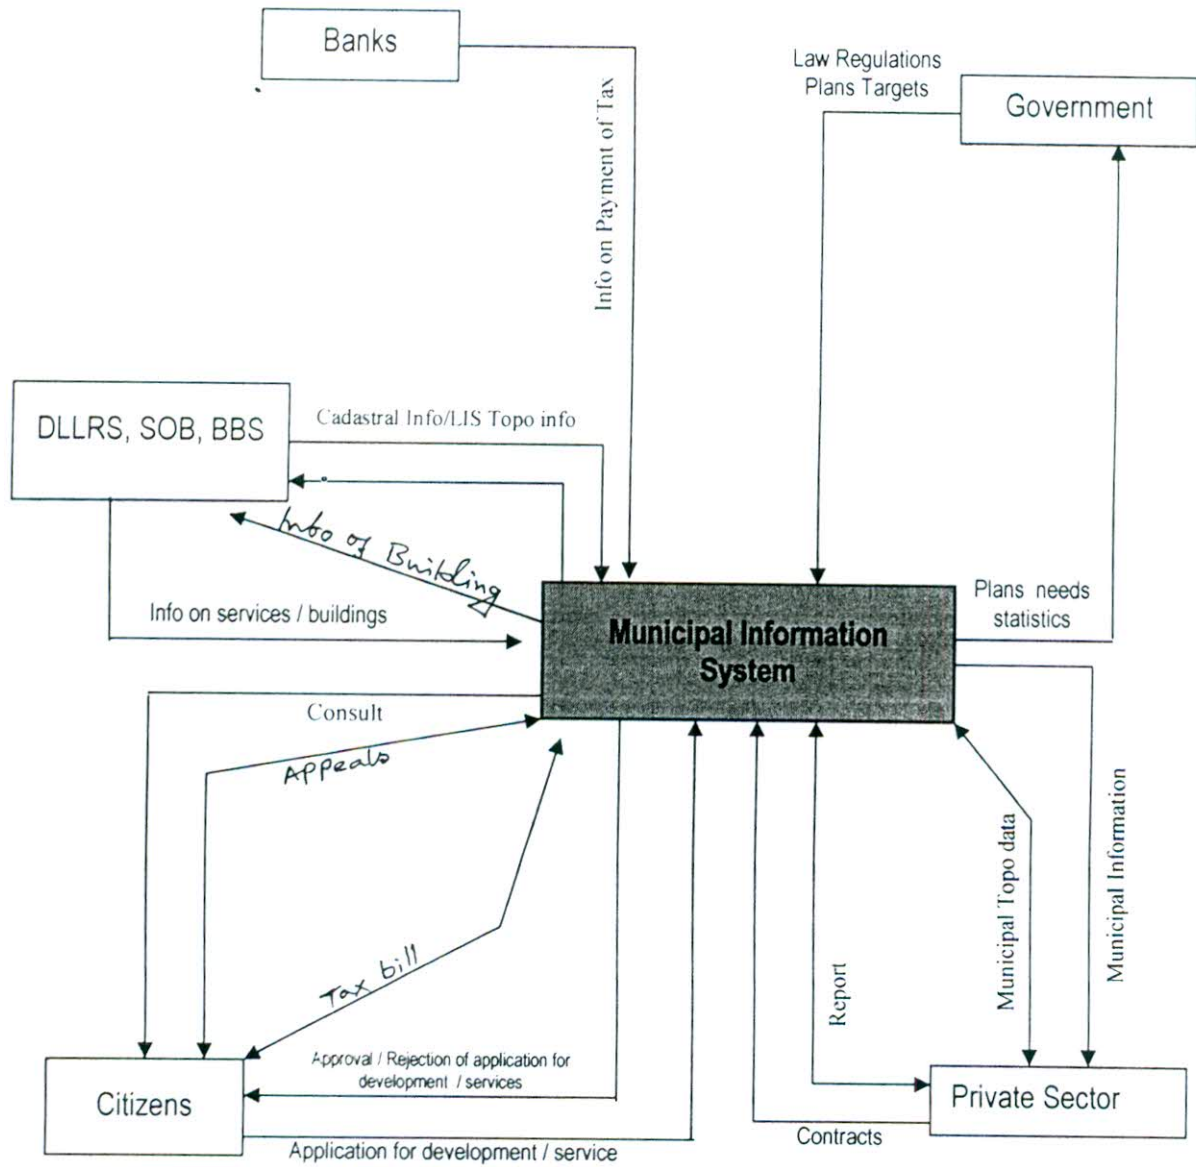 Banks
Law Regulations
Plans Targets
Government
Info on Payment of Tax
DLLRS, SOB, BBS
Cadastral Info/LIS Topo info
Info of Building
Info on services / buildings
Municipal Information
System
Plans needs
statistics
Consult
Appeals
Tax bill
Report
Municipal Topo data
Municipal Information
Approval / Rejection of application for
development / services
Citizens
Private Sector
Contracts
Application for development / service